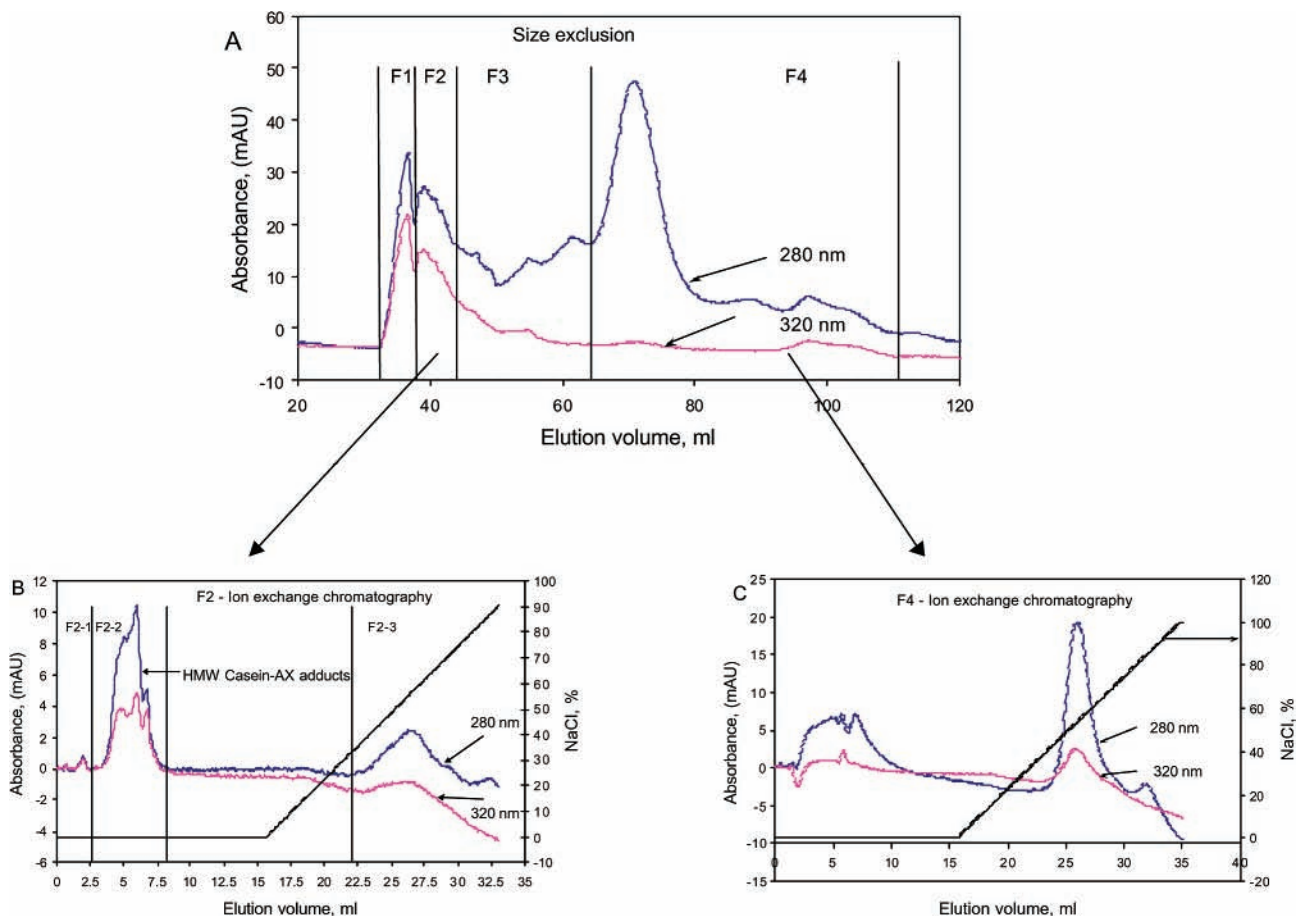 A
Size exclusion
F1 F2 F3 F4
60
50
40
30
20
10
0
-10
Absorbance, (mAU)
280 nm
320 nm
20 40 60 80 100 120
Elution volume, ml
B
F2 - Ion exchange chromatography
F2-1 F2-2 F2-3
HMW Casein-AX adducts
12
10
8
6
4
2
0
-2
-4
-6
Absorbance, (mAU)
280 nm
320 nm
100
90
80
70
60
50
40
30
20
10
0
-10
NaCl, %
0 2.5 5 7.5 10 12.5 15 17.5 20 22.5 25 27.5 30 32.5 35
Elution volume, ml
C
F4 - Ion exchange chromatography
25
20
15
10
5
0
-5
-10
-15
Absorbance, (mAU)
280 nm
320 nm
120
100
80
60
40
20
0
-20
NaCl, %
0 5 10 15 20 25 30 35 40
Elution volume, ml